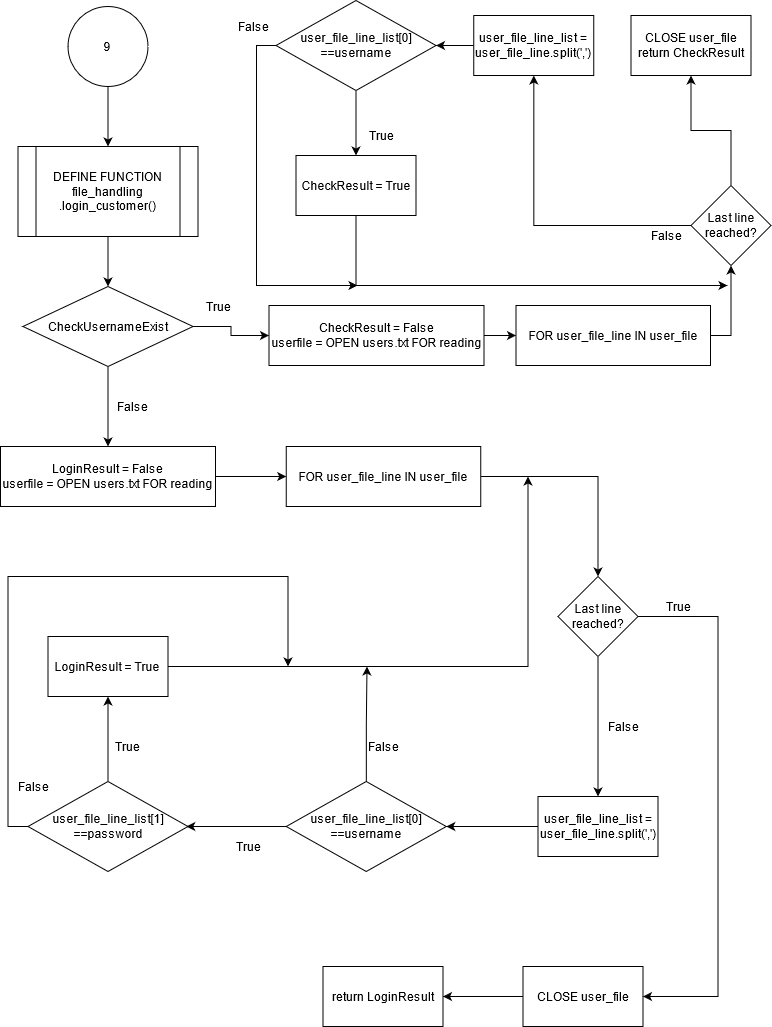 9
DEFINE FUNCTION
file_handling
.login_customer()
CheckUsernameExist
True
False
CheckResult = False
userfile = OPEN users.txt FOR reading
FOR user_file_line IN user_file
Last line
reached?
False
CLOSE user_file
return CheckResult
user_file_line_list =
user_file_line.split(',')
user_file_line_list[0]
==username
False
True
CheckResult = True
LoginResult = False
userfile = OPEN users.txt FOR reading
FOR user_file_line IN user_file
Last line
reached?
True
False
user_file_line_list =
user_file_line.split(',')
user_file_line_list[0]
==username
False
True
user_file_line_list[1]
==password
False
True
LoginResult = True
CLOSE user_file
return LoginResult